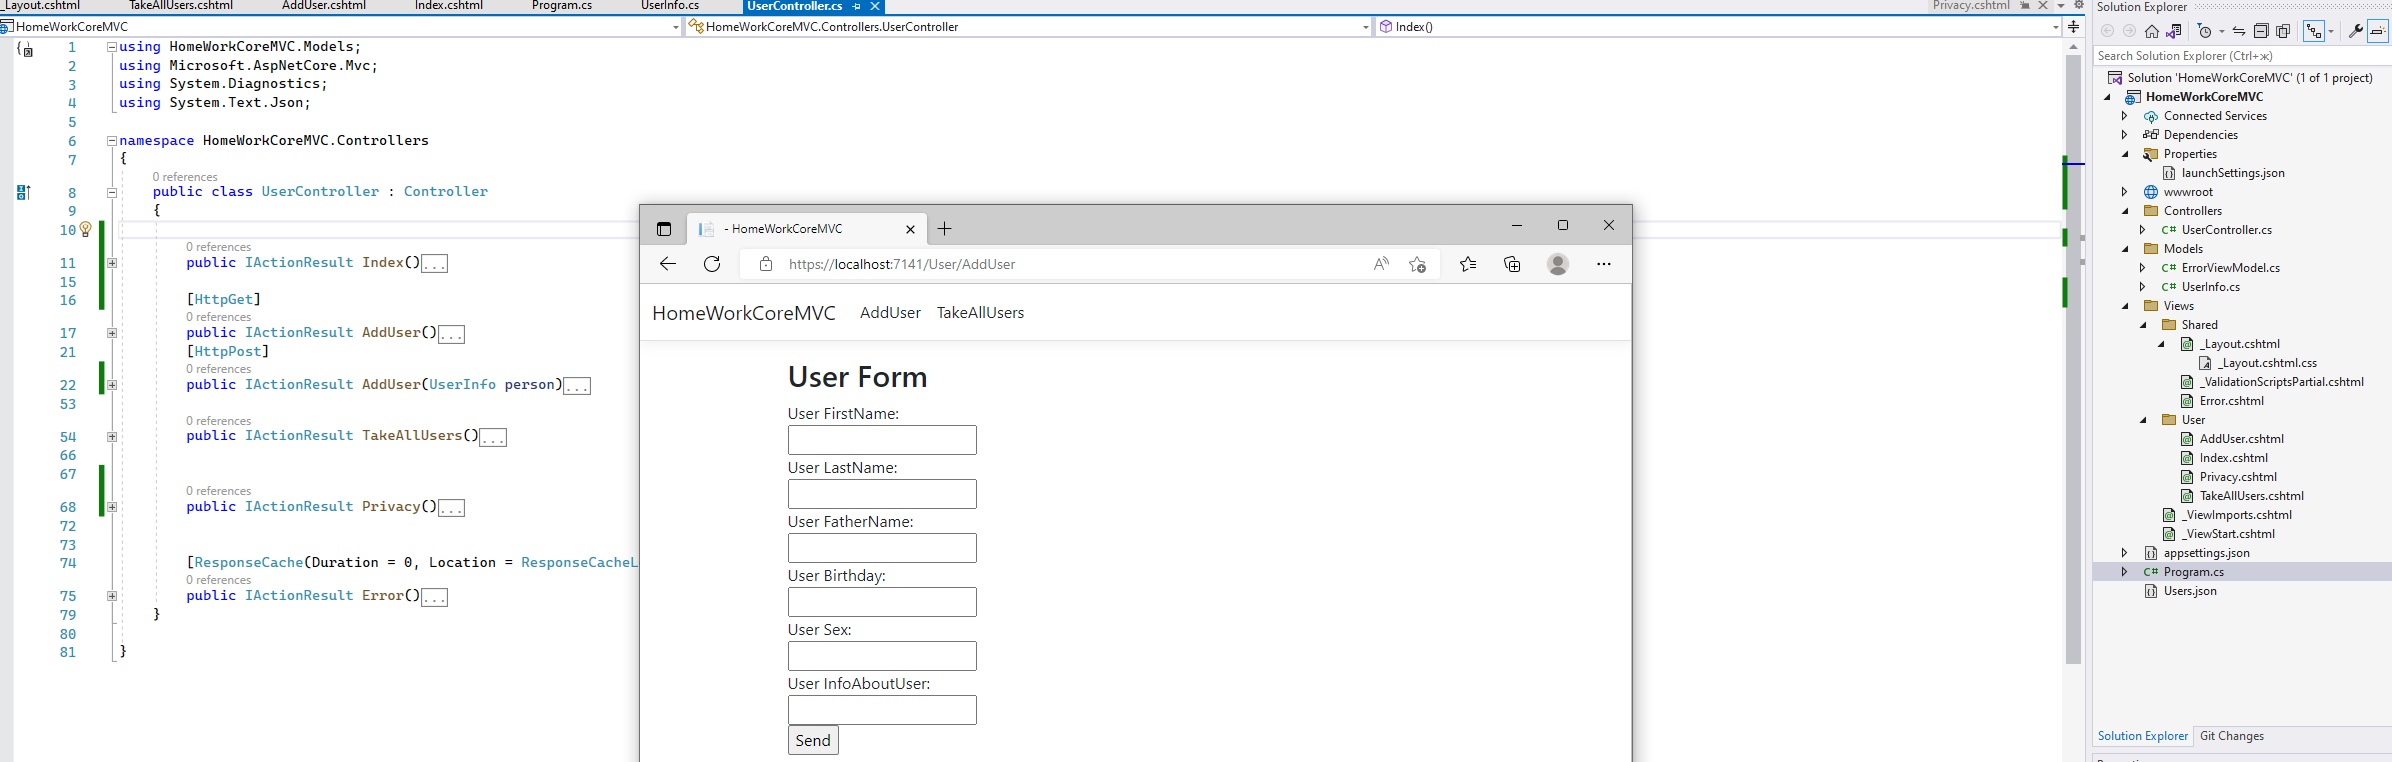 _Layout.cshtml TakeAllUsers.cshtml AddUser.cshtml Index.cshtml Program.cs UserInfo.cs UserController.cs Privacy.cshtml
HomeWorkCoreMVC HomeWorkCoreMVC.Controllers.UserController Index()
1 using HomeWorkCoreMVC.Models;
2 using Microsoft.AspNetCore.Mvc;
3 using System.Diagnostics;
4 using System.Text.Json;
5
6 namespace HomeWorkCoreMVC.Controllers
7 {
0 references
8 public class UserController : Controller
9 {
10
0 references
11 public IActionResult Index()...
15
16 [HttpGet]
0 references
17 public IActionResult AddUser()...
21 [HttpPost]
0 references
22 public IActionResult AddUser(UserInfo person)...
53
0 references
54 public IActionResult TakeAllUsers()...
66
67
0 references
68 public IActionResult Privacy()...
72
73
74 [ResponseCache(Duration = 0, Location = ResponseCacheL
0 references
75 public IActionResult Error()...
79 }
80
81 }
- HomeWorkCoreMVC
https://localhost:7141/User/AddUser
HomeWorkCoreMVC AddUser TakeAllUsers
User Form
User FirstName:
User LastName:
User FatherName:
User Birthday:
User Sex:
User InfoAboutUser:
Send
Solution Explorer
Search Solution Explorer (Ctrl+ж)
Solution 'HomeWorkCoreMVC' (1 of 1 project)
HomeWorkCoreMVC
Connected Services
Dependencies
Properties
launchSettings.json
wwwroot
Controllers
C# UserController.cs
Models
C# ErrorViewModel.cs
C# UserInfo.cs
Views
Shared
_Layout.cshtml
_Layout.cshtml.css
_ValidationScriptsPartial.cshtml
Error.cshtml
User
AddUser.cshtml
Index.cshtml
Privacy.cshtml
TakeAllUsers.cshtml
_ViewImports.cshtml
_ViewStart.cshtml
appsettings.json
C# Program.cs
Users.json
Solution Explorer Git Changes